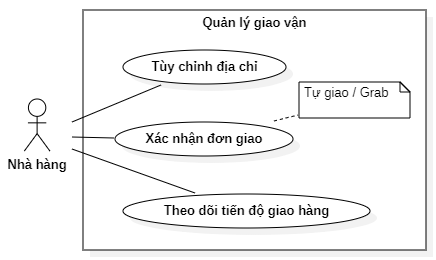 Quản lý giao vận
Tùy chỉnh địa chỉ
Tự giao / Grab
Xác nhận đơn giao
Nhà hàng
Theo dõi tiến độ giao hàng